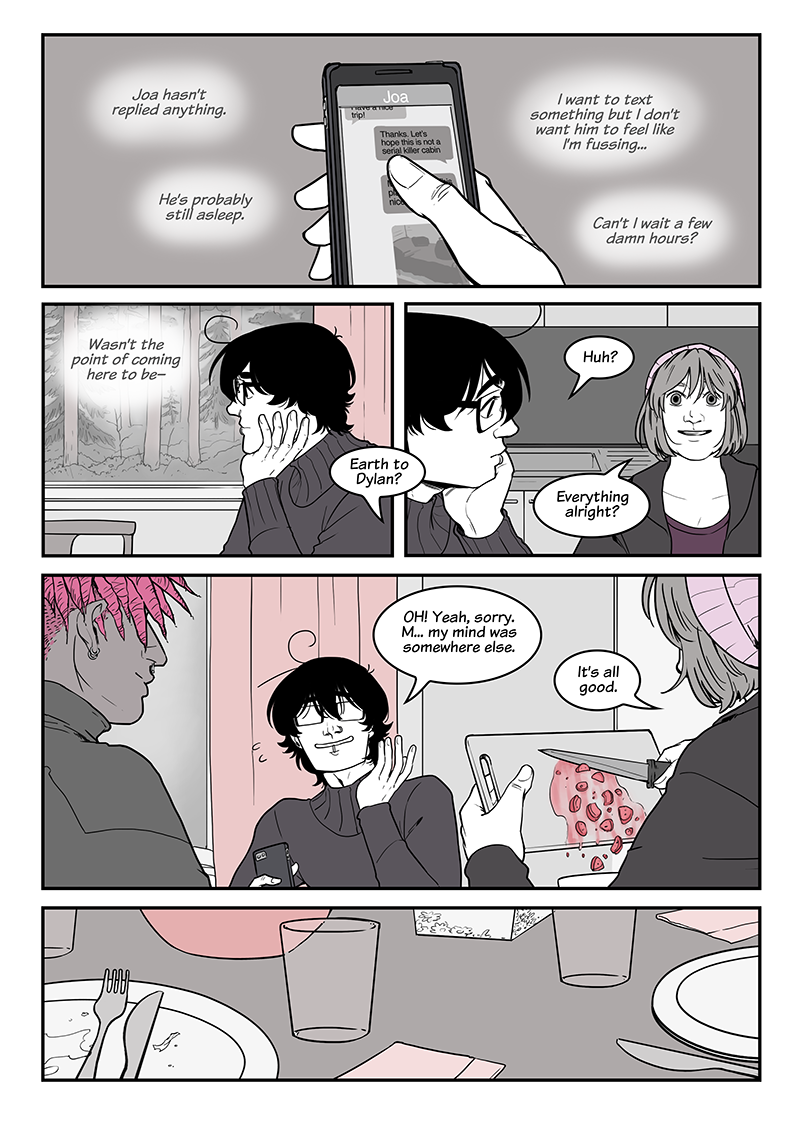 Joa hasn't
replied anything.
I want to text
something but I don't
want him to feel like
I'm fussing...
He's probably
still asleep.
Can't I wait a few
damn hours?
Joa
Have a nice
trip!
Thanks. Let's
hope this is not a
serial killer cabin
nice
Wasn't the
point of coming
here to be–
Earth to
Dylan?
Huh?
Everything
alright?
OH! Yeah, sorry.
M... my mind was
somewhere else.
It's all
good.